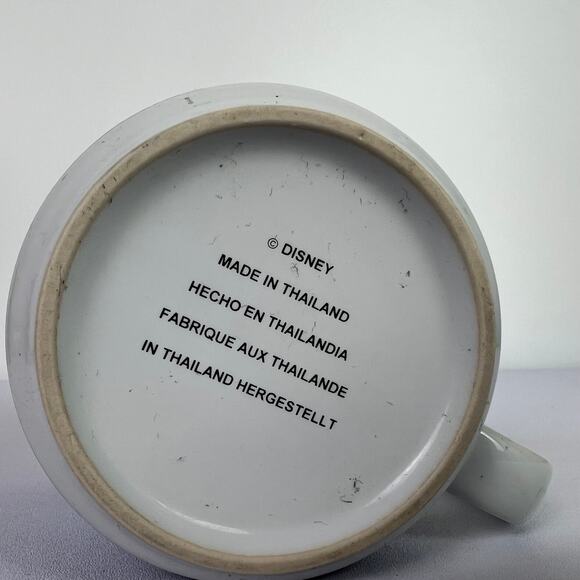 © DISNEY
MADE IN THAILAND
HECHO EN THAILANDIA
FABRIQUE AUX THAILANDE
IN THAILAND HERGESTELLT